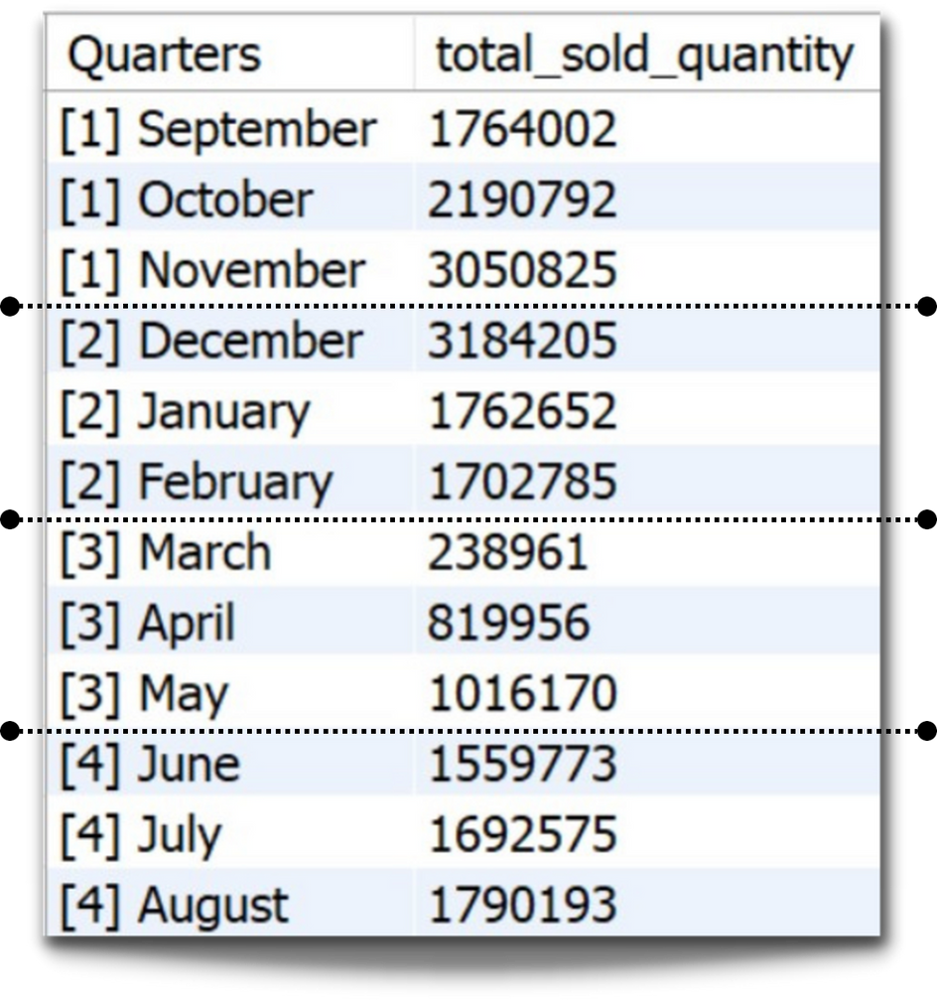 Quarters total_sold_quantity
[1] September 1764002
[1] October 2190792
[1] November 3050825
[2] December 3184205
[2] January 1762652
[2] February 1702785
[3] March 238961
[3] April 819956
[3] May 1016170
[4] June 1559773
[4] July 1692575
[4] August 1790193